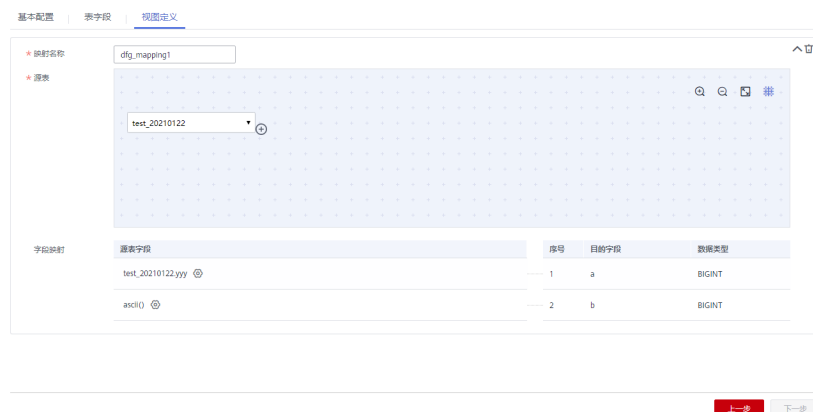 基本配置 表字段 视图定义
* 映射名称 dfg_mapping1
* 源表
test_20210122
字段映射 源表字段 序号 目的字段 数据类型
test_20210122.yyy 1 a BIGINT
ascii() 2 b BIGINT
上一步 下一步